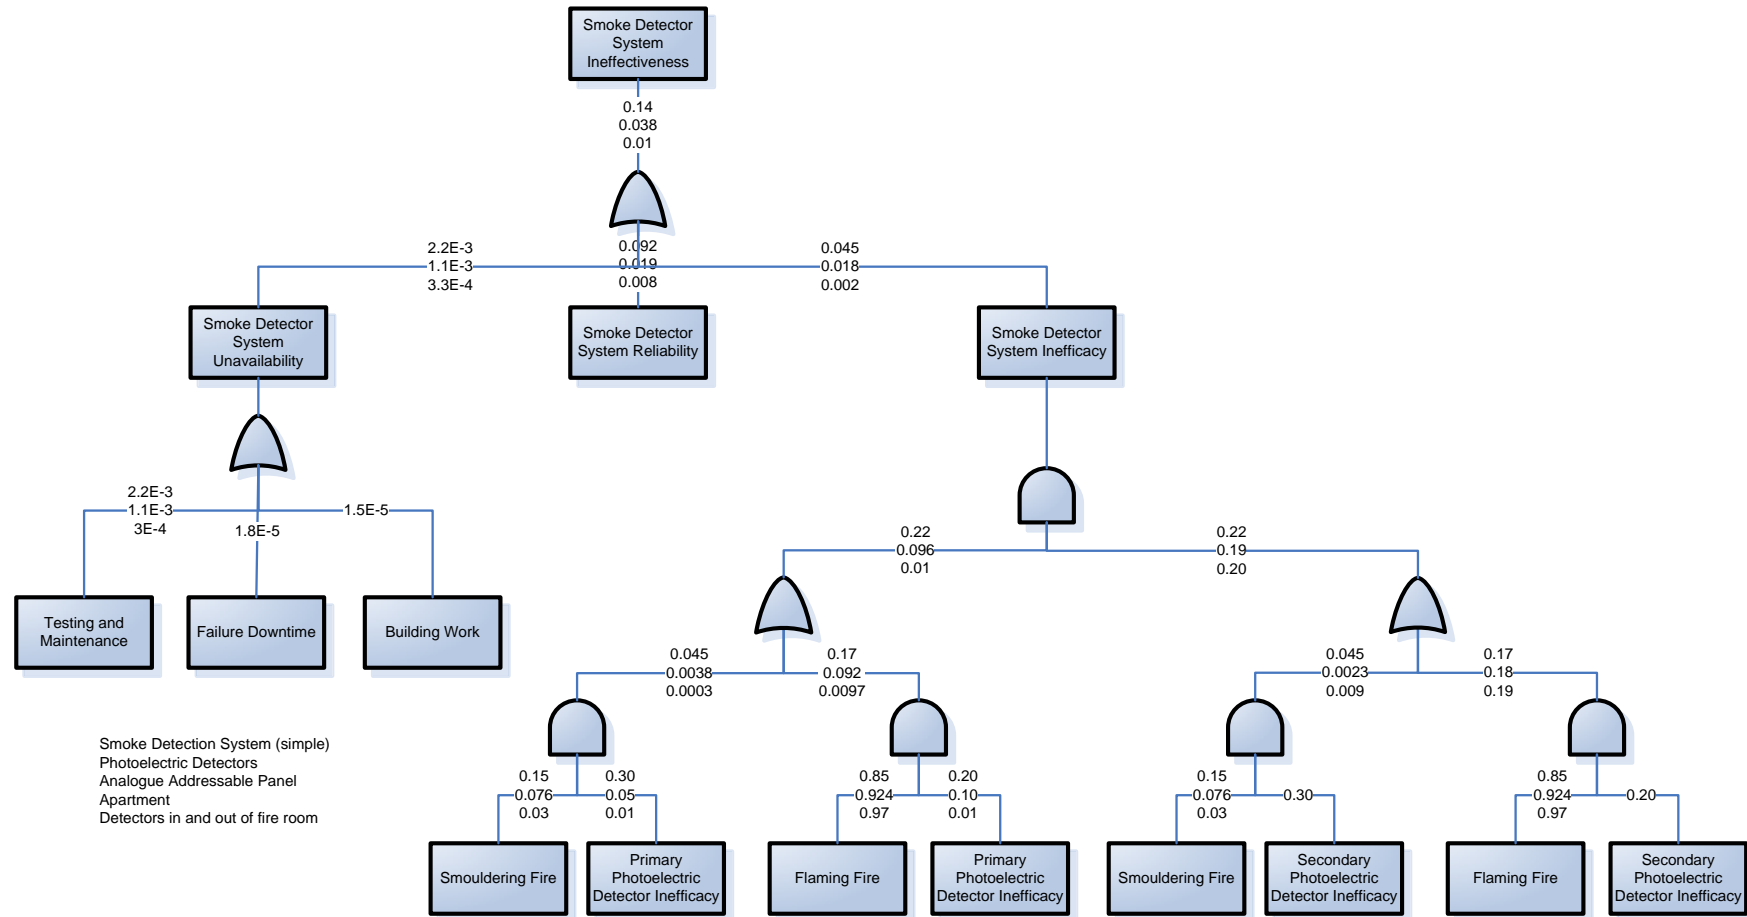 Smoke Detector
System
Ineffectiveness
0.14
0.038
0.01
2.2E-3
1.1E-3
3.3E-4
0.092
0.019
0.008
0.045
0.018
0.002
Smoke Detector
System
Unavailability
Smoke Detector
System Reliability
Smoke Detector
System Inefficacy
2.2E-3
1.1E-3
3E-4
1.8E-5
1.5E-5
0.22
0.096
0.01
0.22
0.19
0.20
Testing and
Maintenance
Failure Downtime
Building Work
0.045
0.0038
0.0003
0.17
0.092
0.0097
0.045
0.0023
0.009
0.17
0.18
0.19
Smoke Detection System (simple)
Photoelectric Detectors
Analogue Addressable Panel
Apartment
Detectors in and out of fire room
0.15
0.076
0.03
0.30
0.05
0.01
0.85
0.924
0.97
0.20
0.10
0.01
0.15
0.076
0.03
0.30
0.85
0.924
0.97
0.20
Smouldering Fire
Primary
Photoelectric
Detector Inefficacy
Flaming Fire
Primary
Photoelectric
Detector Inefficacy
Smouldering Fire
Secondary
Photoelectric
Detector Inefficacy
Flaming Fire
Secondary
Photoelectric
Detector Inefficacy